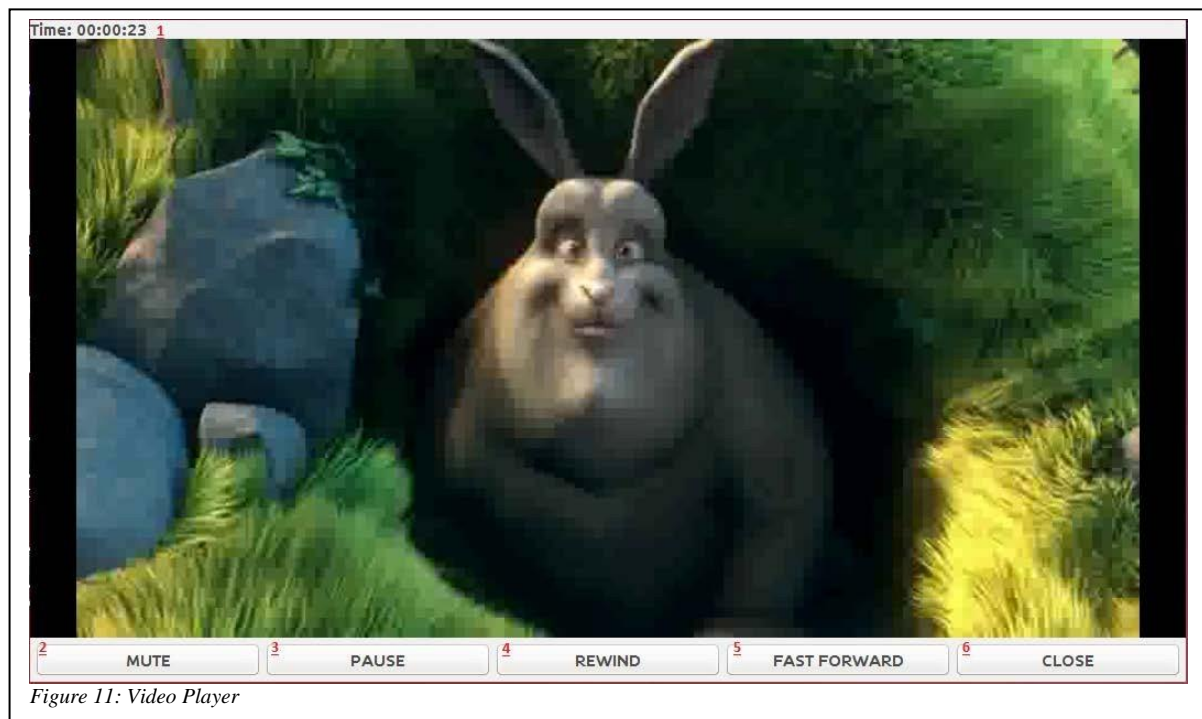 Time: 00:00:23 1
2 MUTE 3 PAUSE 4 REWIND 5 FAST FORWARD 6 CLOSE
Figure 11: Video Player